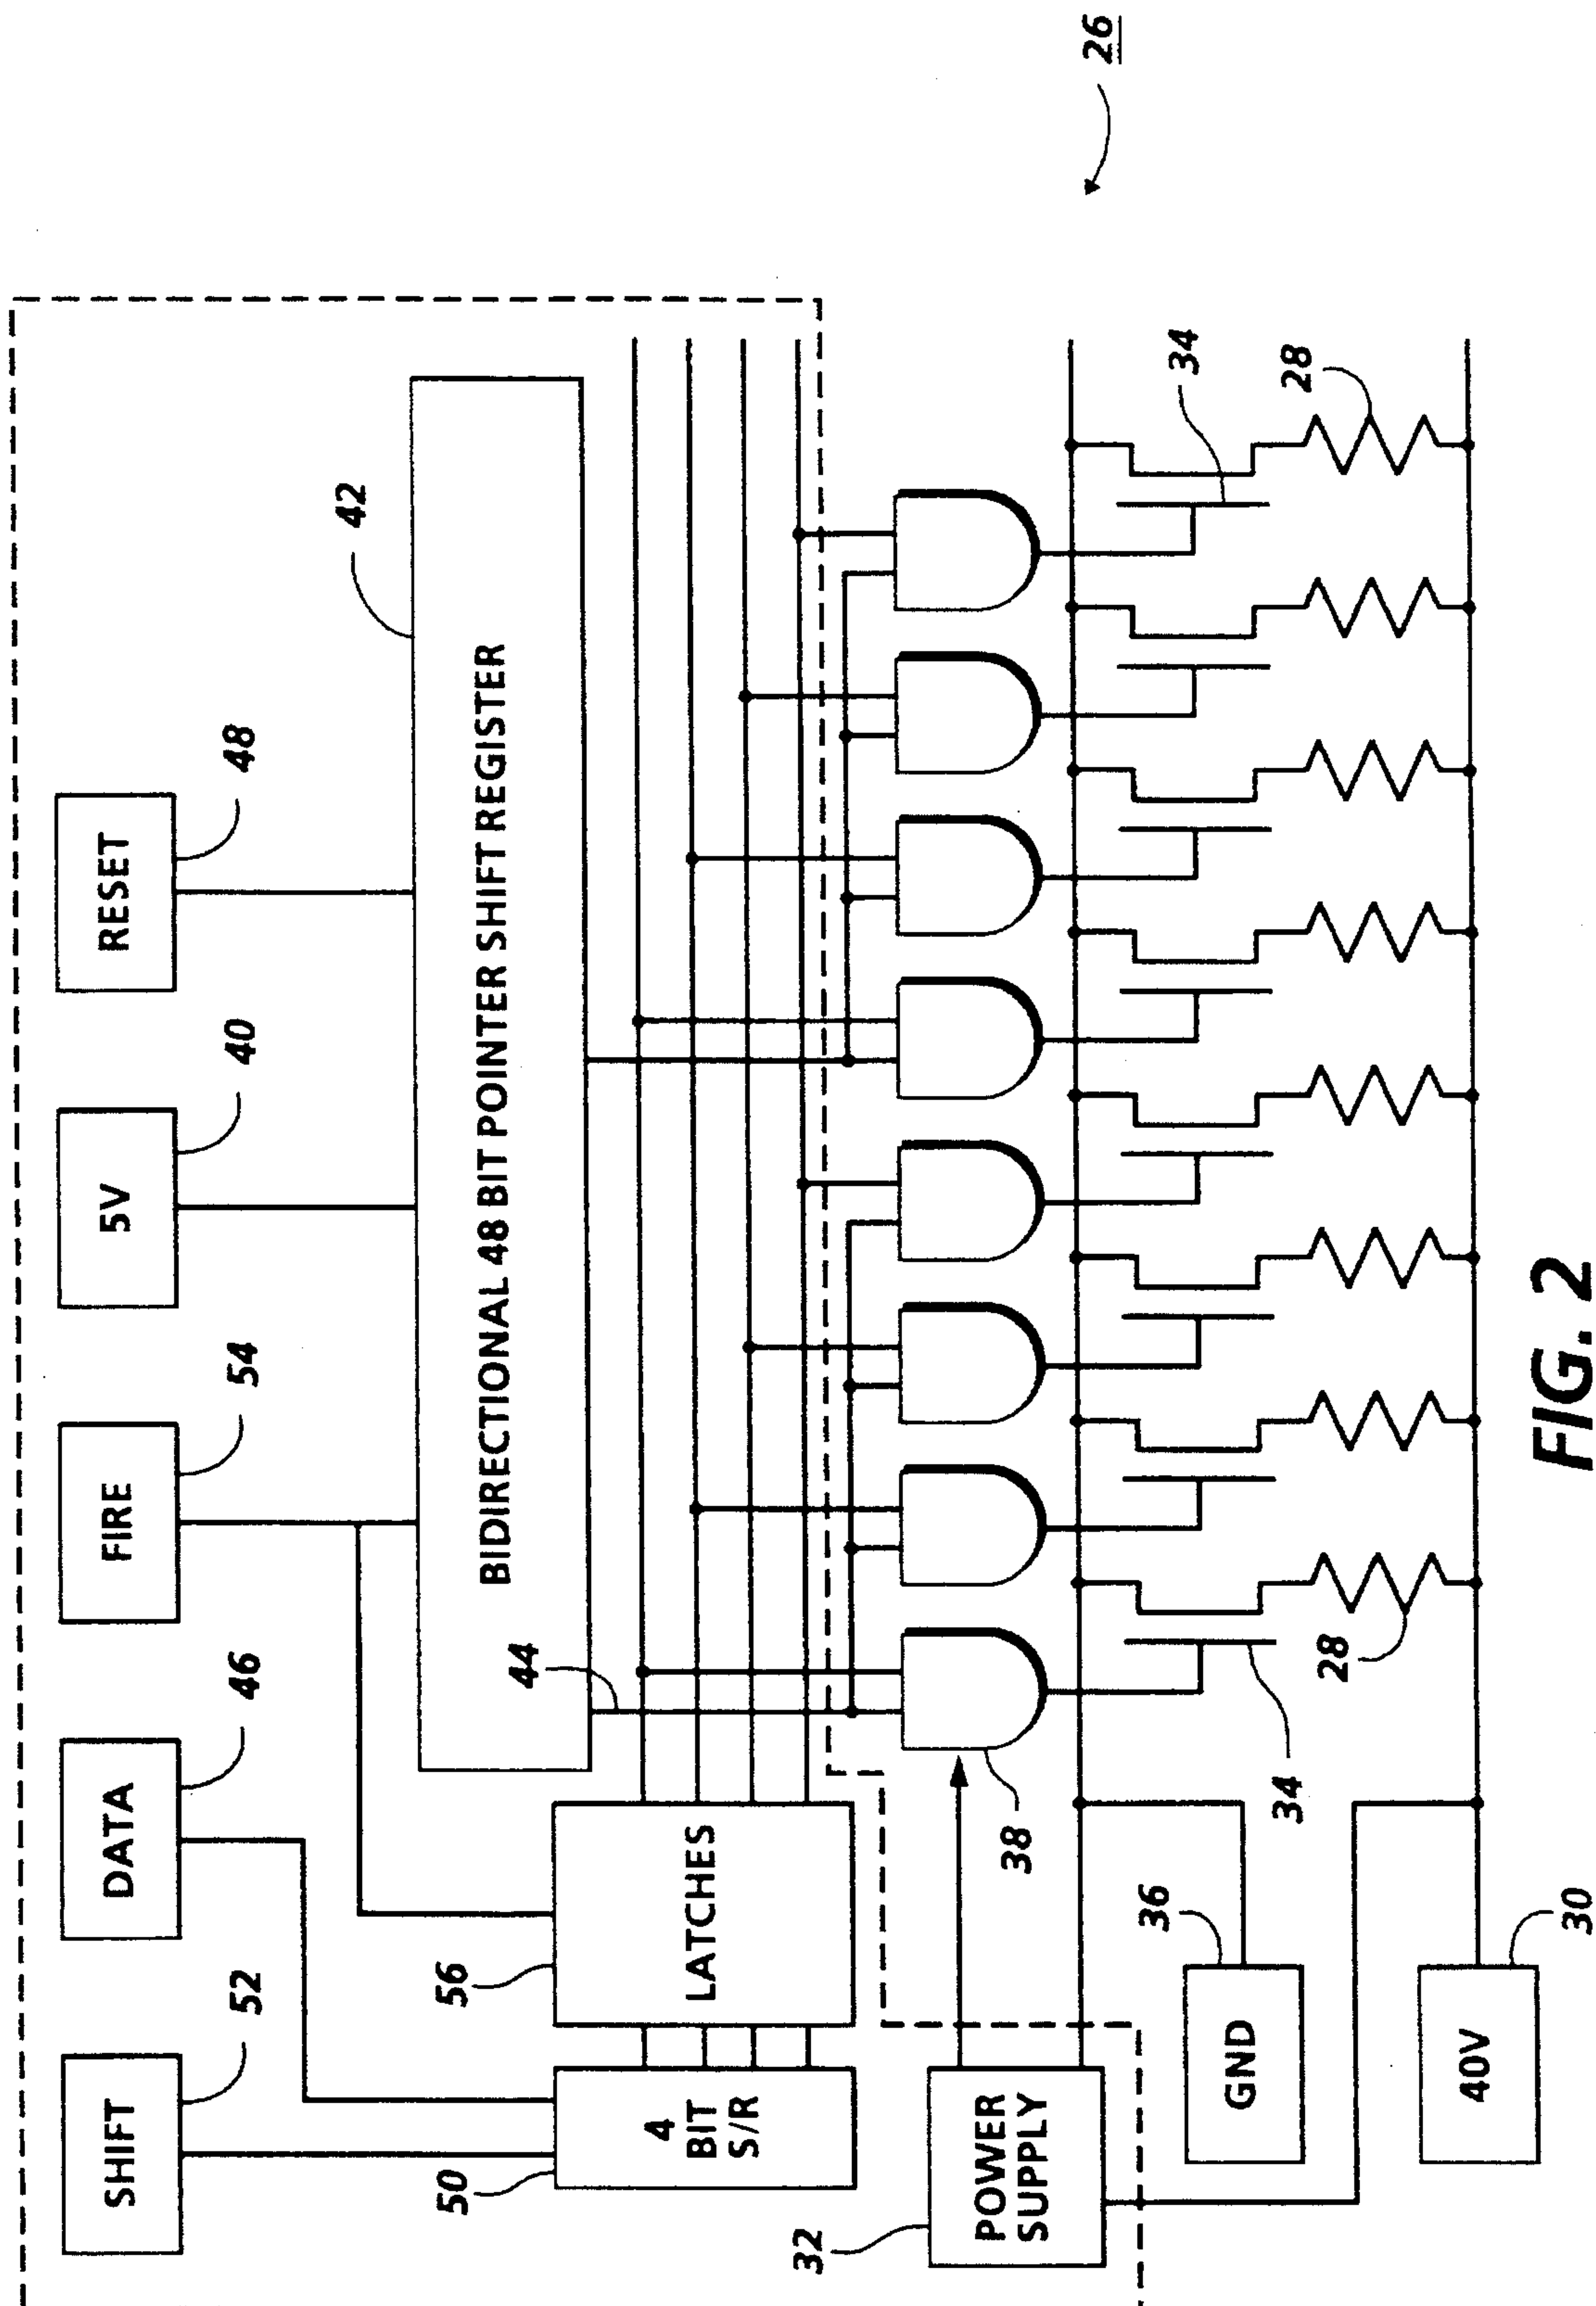 26
SHIFT
52
DATA
46
FIRE
54
5V
40
RESET
48
42
BIDIRECTIONAL 48 BIT POINTER SHIFT REGISTER
44
50
4
BIT
S/R
56
LATCHES
32
POWER
SUPPLY
38
36
GND
34
28
34
28
40V
30
FIG. 2